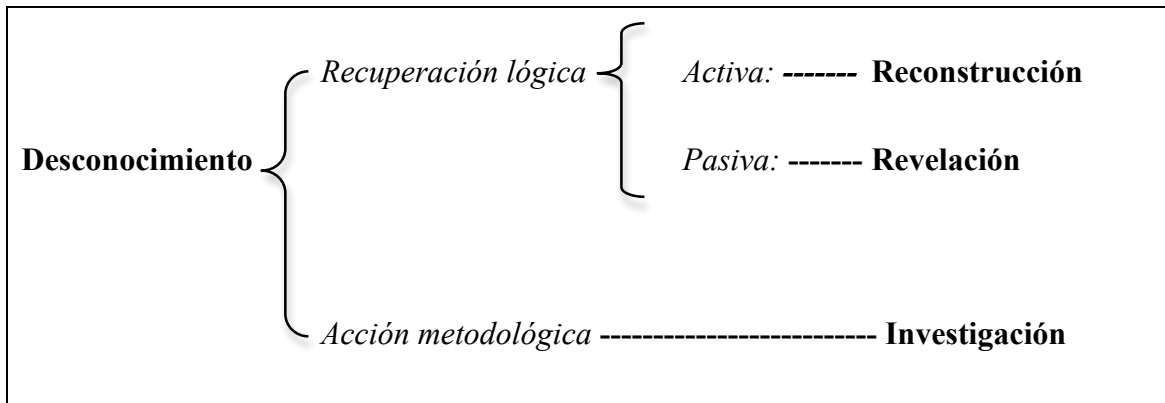 Recuperación lógica Activa: ------- Reconstrucción
Desconocimiento Pasiva: ------- Revelación
Acción metodológica -------------------------- Investigación